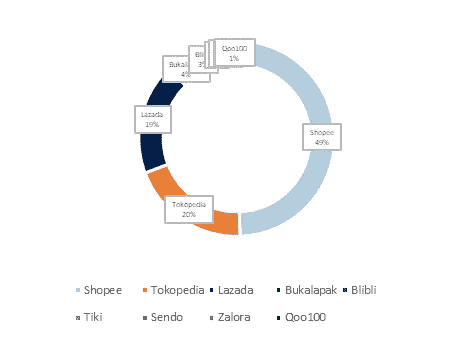 Qoo100
1%
Bli
3%
Bukala
4%
Lazada
19%
Shopee
49%
Tokopedia
20%
Shopee Tokopedia Lazada Bukalapak Blibli
Tiki Sendo Zalora Qoo100